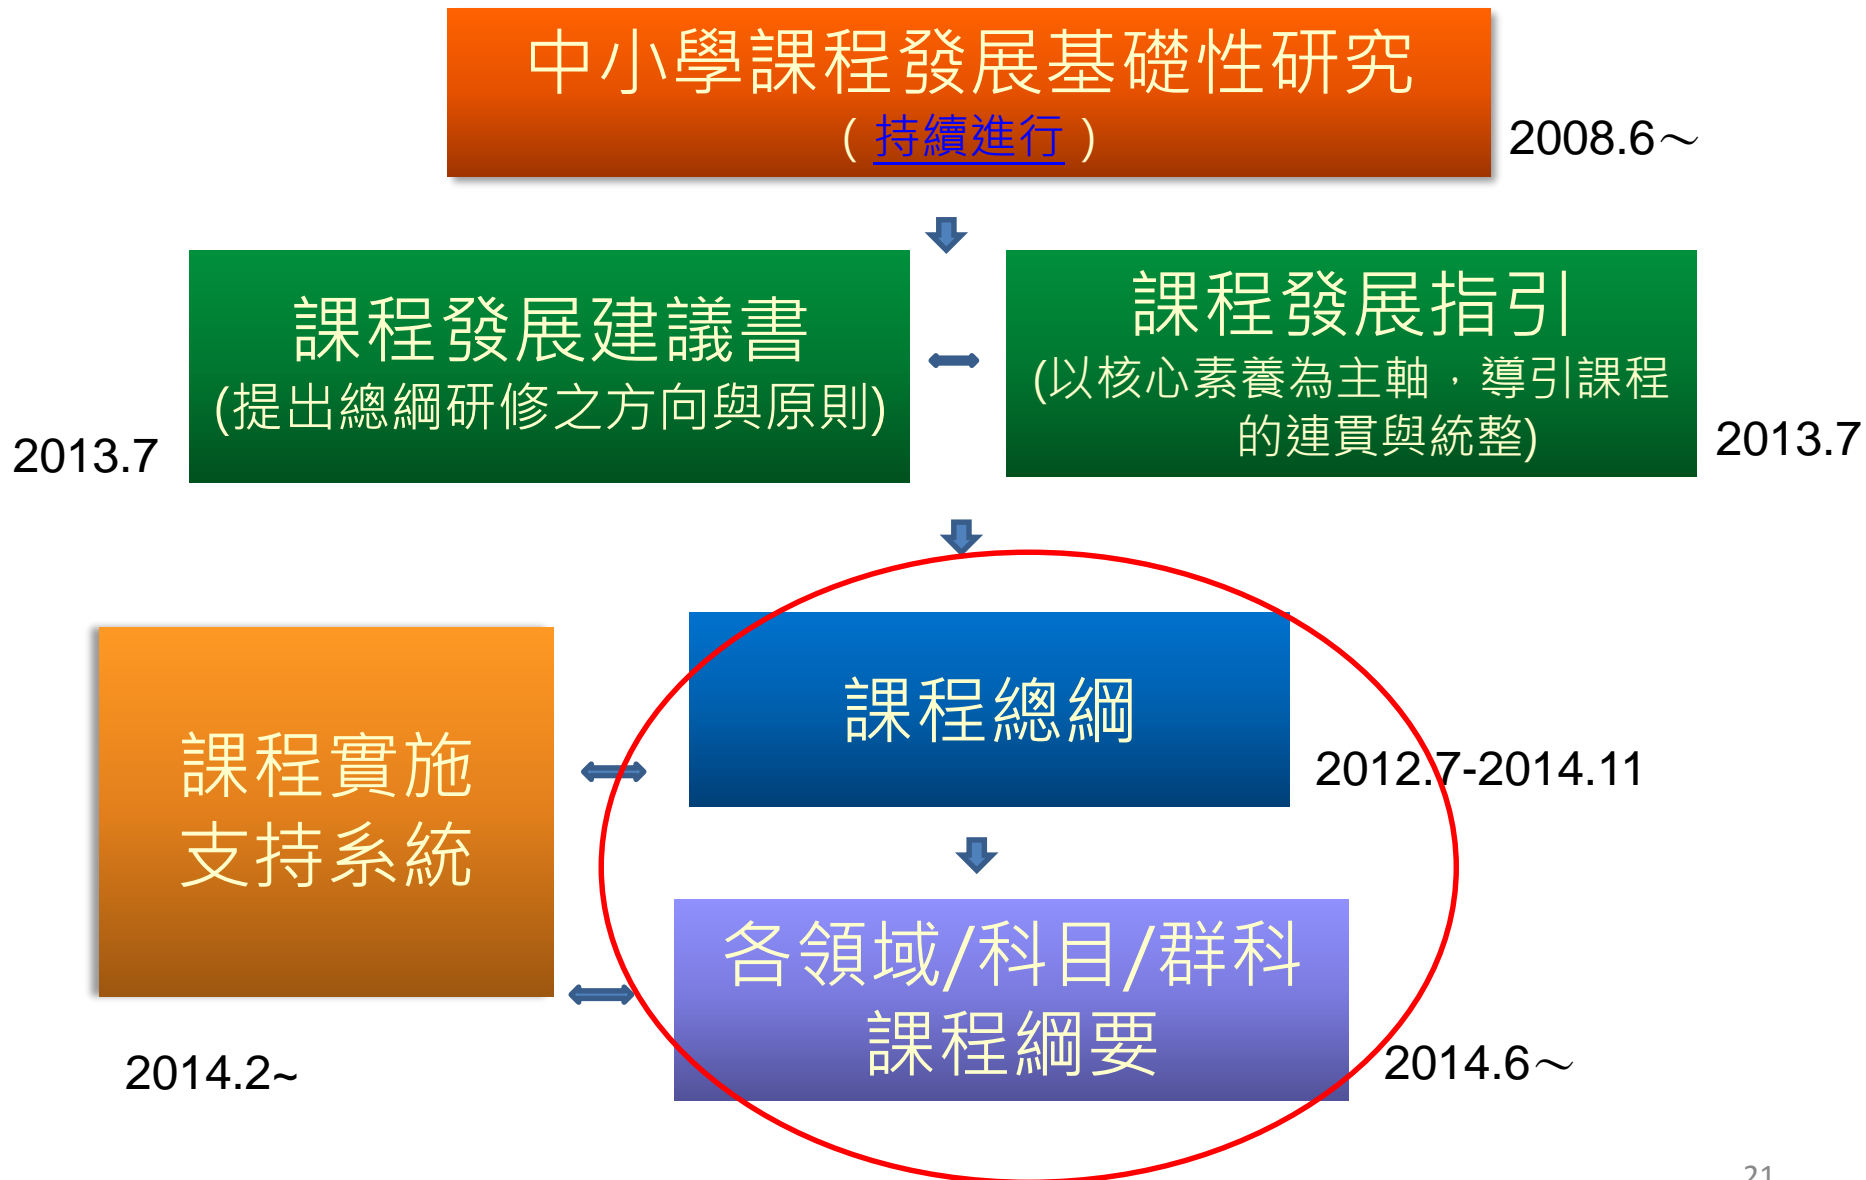 中小學課程發展基礎性研究
(持續進行)
2008.6～
課程發展建議書
(提出總綱研修之方向與原則)
2013.7
課程發展指引
(以核心素養為主軸，導引課程
的連貫與統整)
2013.7
課程總綱
2012.7-2014.11
課程實施
支持系統
2014.2~
各領域/科目/群科
課程綱要
2014.6～
21